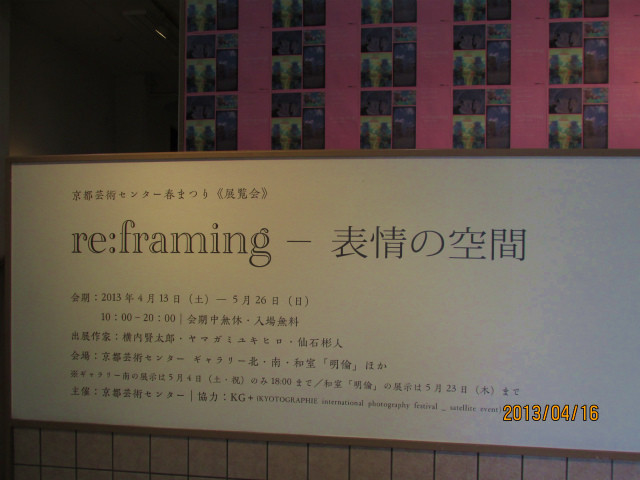 京都芸術センター春まつり《展覧会》
re:framing － 表情の空間
会期：2013年4月13日（土）― 5月26日（日）
10：00 – 20：00｜会期中無休・入場無料
出展作家：横内賢太郎・ヤマガミユキヒロ・仙石彬人
会場：京都芸術センター ギャラリー北・南・和室「明倫」ほか
※ギャラリー南の展示は5月4日（土・祝）のみ18:00まで／和室「明倫」の展示は5月23日（木）まで
主催：京都芸術センター｜協力：KG+ (KYOTOGRAPHIE international photography festival _ satellite event)
2013/04/16